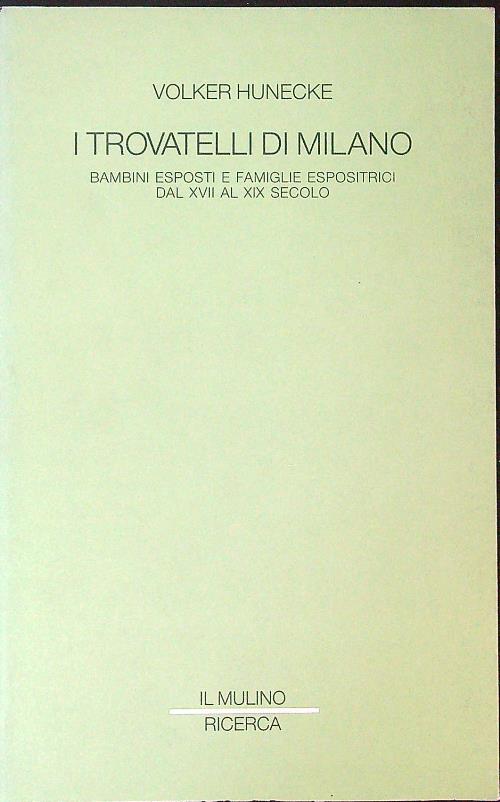 VOLKER HUNECKE
I TROVATELLI DI MILANO
BAMBINI ESPOSTI E FAMIGLIE ESPOSITRICI
DAL XVII AL XIX SECOLO
IL MULINO
RICERCA